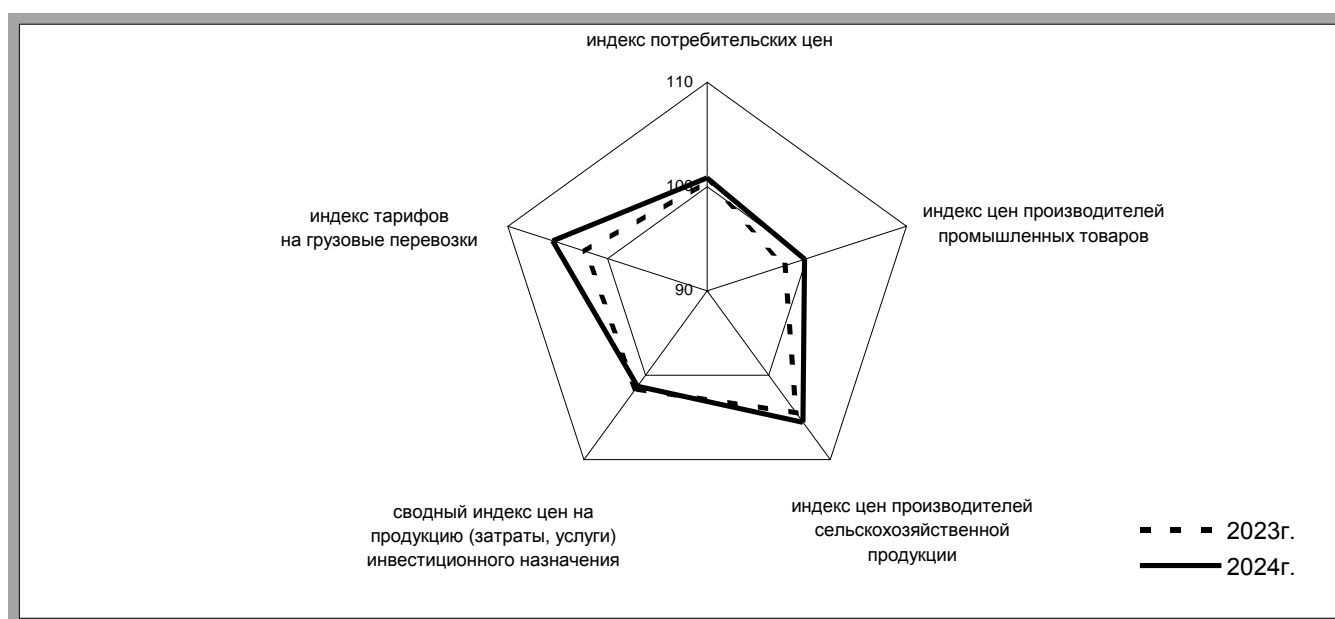 индекс потребительских цен
110
100
90
индекс цен производителей
промышленных товаров
индекс тарифов
на грузовые перевозки
сводный индекс цен на
продукцию (затраты, услуги)
инвестиционного назначения
индекс цен производителей
сельскохозяйственной
продукции
2023г.
2024г.